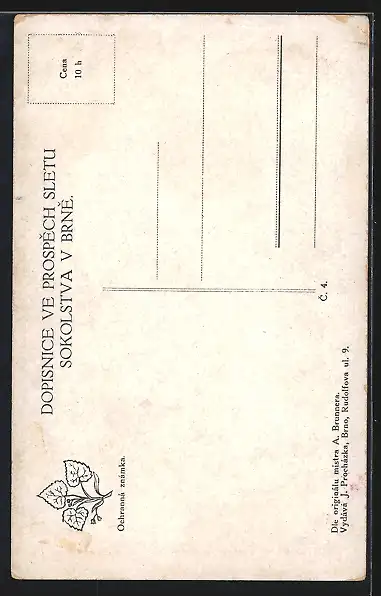 DOPISNICE VE PROSPĚCH SLETU
SOKOLSTVA V BRNĚ.
Cena
10 h
Ochranná známka.
Č. 4.
Dle originálu mistra A. Brunnera.
Vydává J. Procházka, Brno, Rudolfova ul. 9.